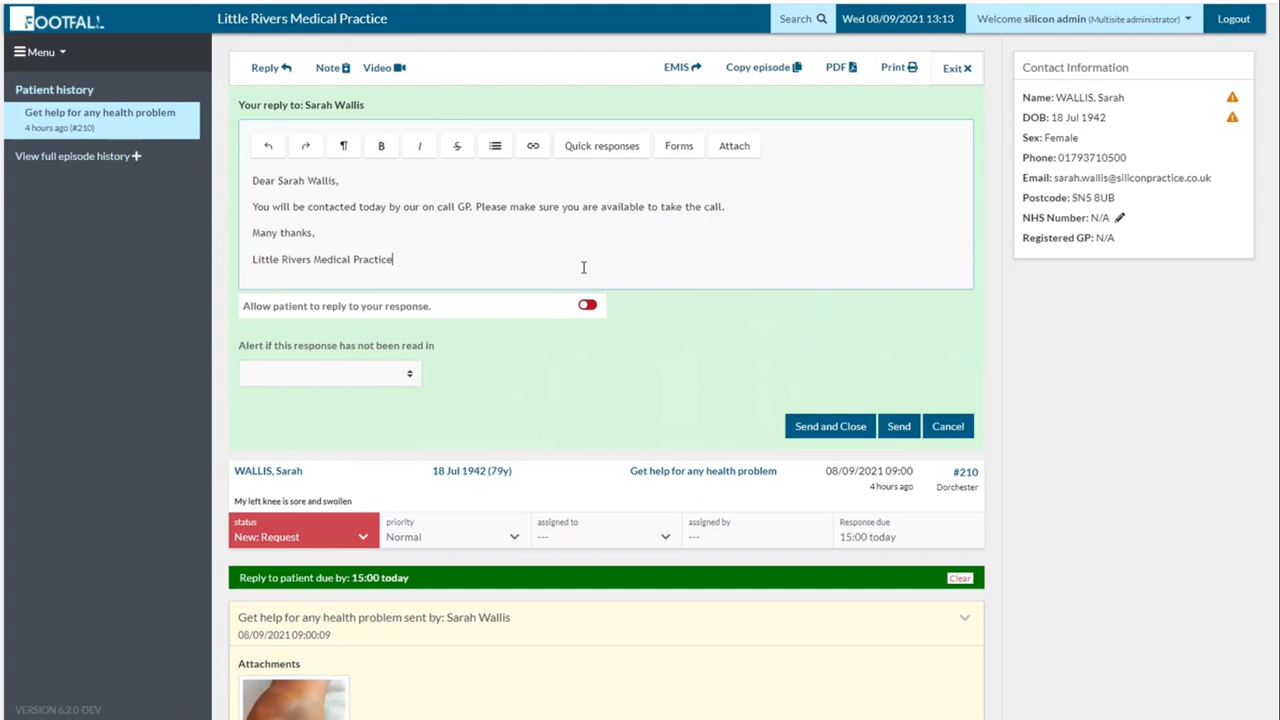 FOOTFALL
Little Rivers Medical Practice
Search
Wed 08/09/2021 13:13
Welcome silicon admin (Multisite administrator)
Logout
Menu
Patient history
Get help for any health problem
4 hours ago (#210)
View full episode history
Reply
Note
Video
EMIS
Copy episode
PDF
Print
Exit
Your reply to: Sarah Wallis
B
I
S
Quick responses
Forms
Attach
Dear Sarah Wallis,
You will be contacted today by our on call GP. Please make sure you are available to take the call.
Many thanks,
Little Rivers Medical Practice
Allow patient to reply to your response.
Alert if this response has not been read in
Send and Close
Send
Cancel
WALLIS, Sarah
18 Jul 1942 (79y)
Get help for any health problem
08/09/2021 09:00
#210
4 hours ago
Dorchester
My left knee is sore and swollen
status
New: Request
priority
Normal
assigned to
---
assigned by
---
Response due
15:00 today
Reply to patient due by: 15:00 today
Clear
Get help for any health problem sent by: Sarah Wallis
08/09/2021 09:00:09
Attachments
Contact Information
Name: WALLIS, Sarah
DOB: 18 Jul 1942
Sex: Female
Phone: 01793710500
Email: sarah.wallis@siliconpractice.co.uk
Postcode: SN5 8UB
NHS Number: N/A
Registered GP: N/A
VERSION 6.2.0-DEV